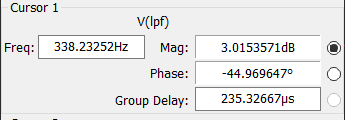 Cursor 1
V(lpf)
Freq: 338.23252Hz Mag: 3.0153571dB
Phase: -44.969647°
Group Delay: 235.32667µs